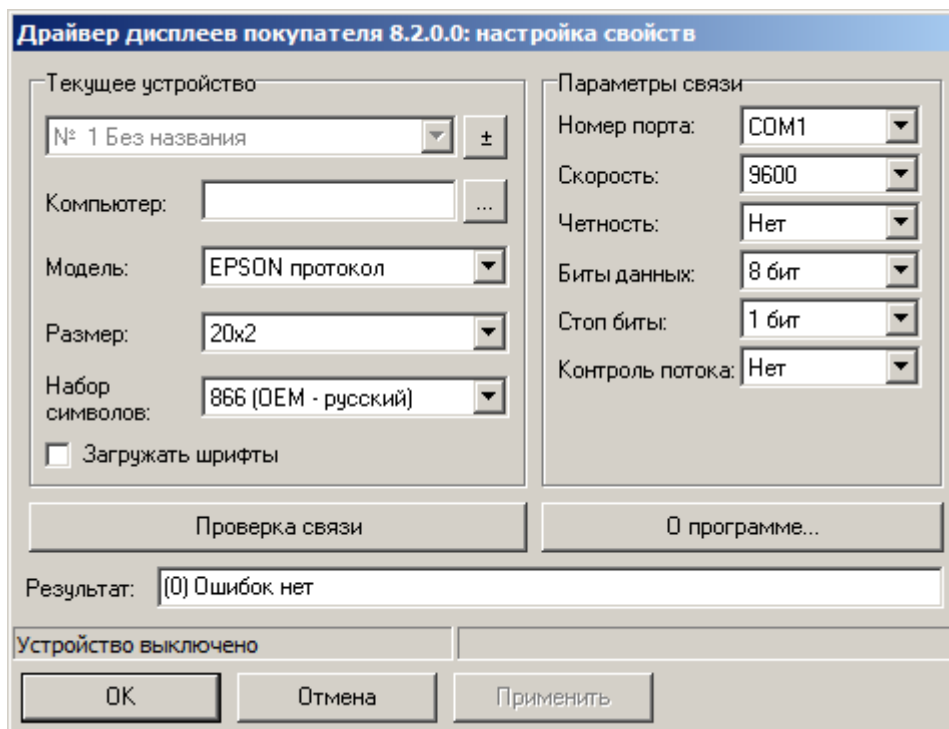 Драйвер дисплеев покупателя 8.2.0.0: настройка свойств
Текущее устройство
№ 1 Без названия
±
Компьютер:
...
Модель:
EPSON протокол
Размер:
20x2
Набор
символов:
866 (OEM - русский)
Загружать шрифты
Параметры связи
Номер порта:
COM1
Скорость:
9600
Четность:
Нет
Биты данных:
8 бит
Стоп биты:
1 бит
Контроль потока:
Нет
Проверка связи
О программе...
Результат:
(0) Ошибок нет
Устройство выключено
OK
Отмена
Применить